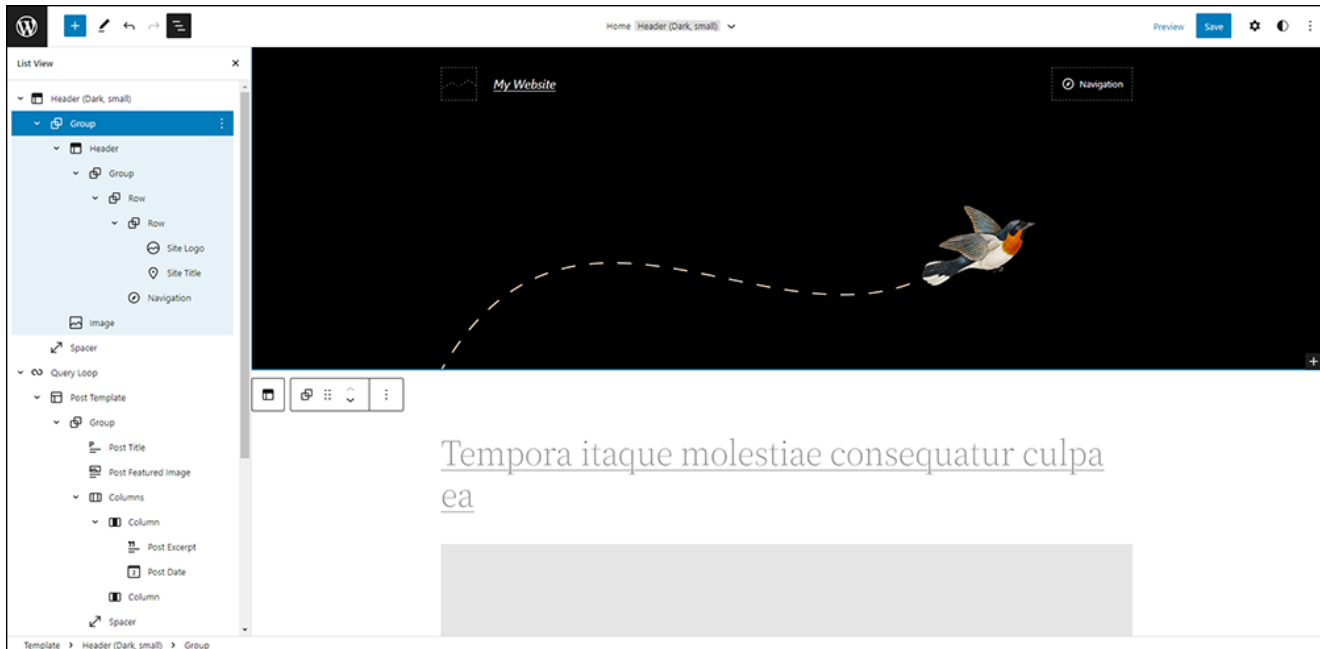 Home Header (Dark, small)
Preview
Save
List View
Header (Dark, small)
Group
Header
Group
Row
Row
Site Logo
Site Title
Navigation
Image
Spacer
Query Loop
Post Template
Group
Post Title
Post Featured Image
Columns
Column
Post Excerpt
Post Date
Column
Spacer
My Website
Navigation
Tempora itaque molestiae consequatur culpa
ea
Template > Header (Dark, small) > Group